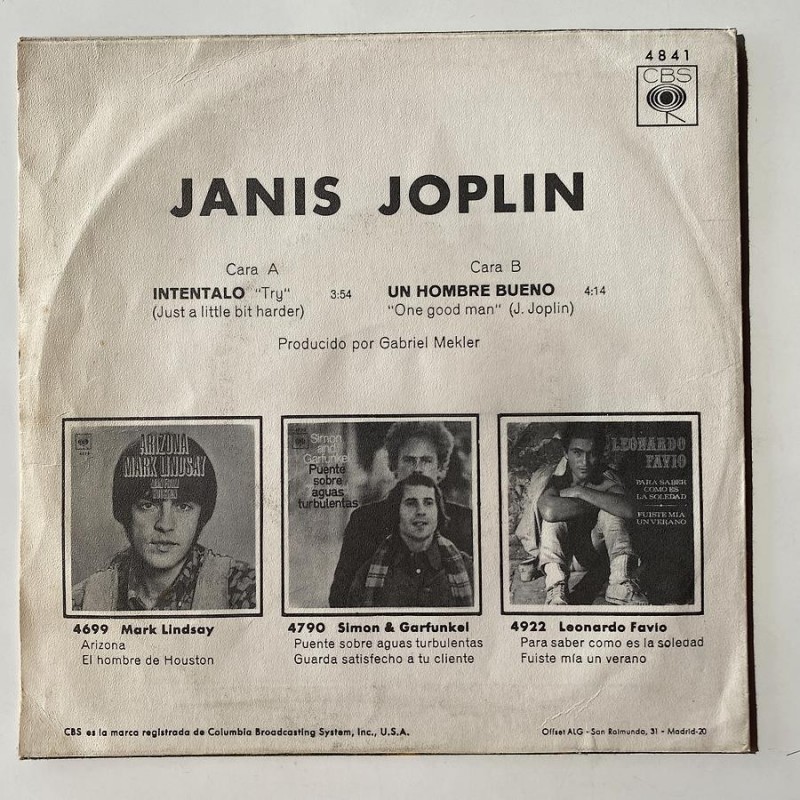 4841
CBS
JANIS JOPLIN
Cara A
INTENTALO "Try" 3:54
(Just a little bit harder)
Cara B
UN HOMBRE BUENO 4:14
"One good man" (J. Joplin)
Producido por Gabriel Mekler
ARIZONA
MARK LINDSAY
Simon
and
Garfunkel
Puente
sobre
aguas
turbulentas
LEONARDO
FAVIO
PARA SABER
COMO ES
LA SOLEDAD
FUISTE MIA
UN VERANO
4699 Mark Lindsay
Arizona
El hombre de Houston
4790 Simon & Garfunkel
Puente sobre aguas turbulentas
Guarda satisfecho a tu cliente
4922 Leonardo Favio
Para saber como es la soledad
Fuiste mía un verano
CBS es la marca registrada de Columbia Broadcasting System, Inc., U.S.A.
Offset ALG - San Raimundo, 31 - Madrid-20